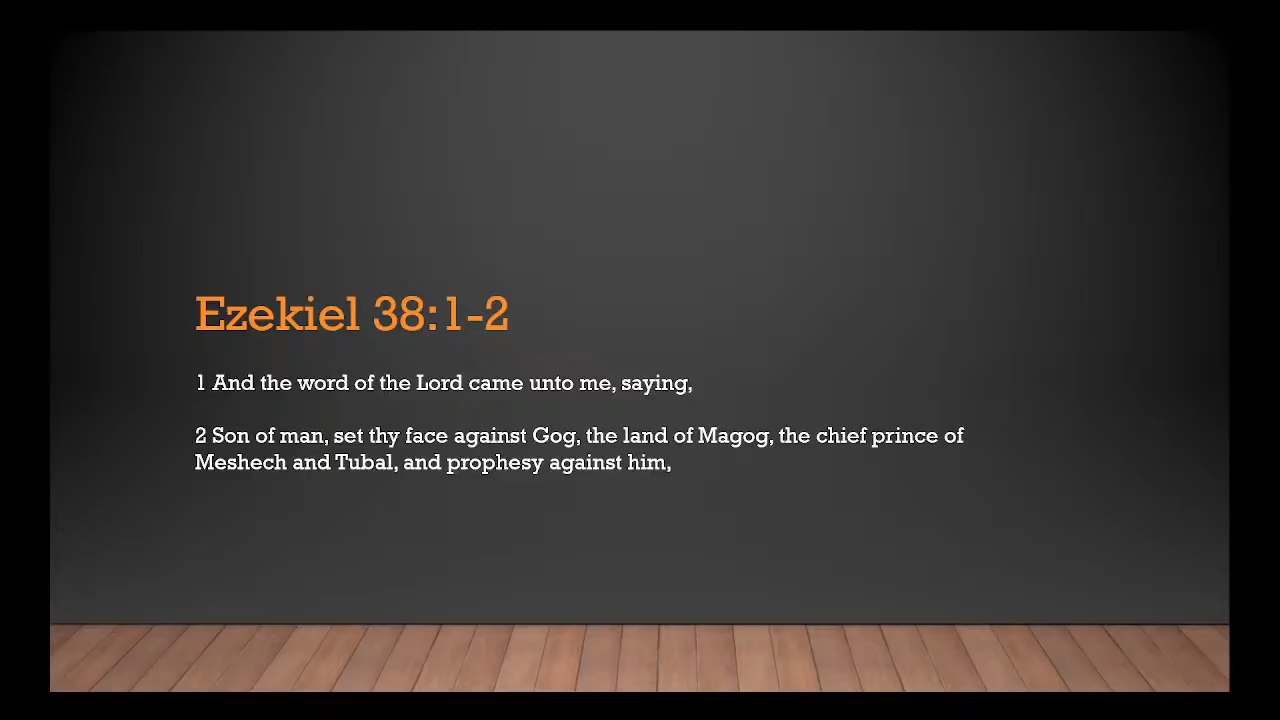 Ezekiel 38:1-2
1 And the word of the Lord came unto me, saying,
2 Son of man, set thy face against Gog, the land of Magog, the chief prince of
Meshech and Tubal, and prophesy against him,